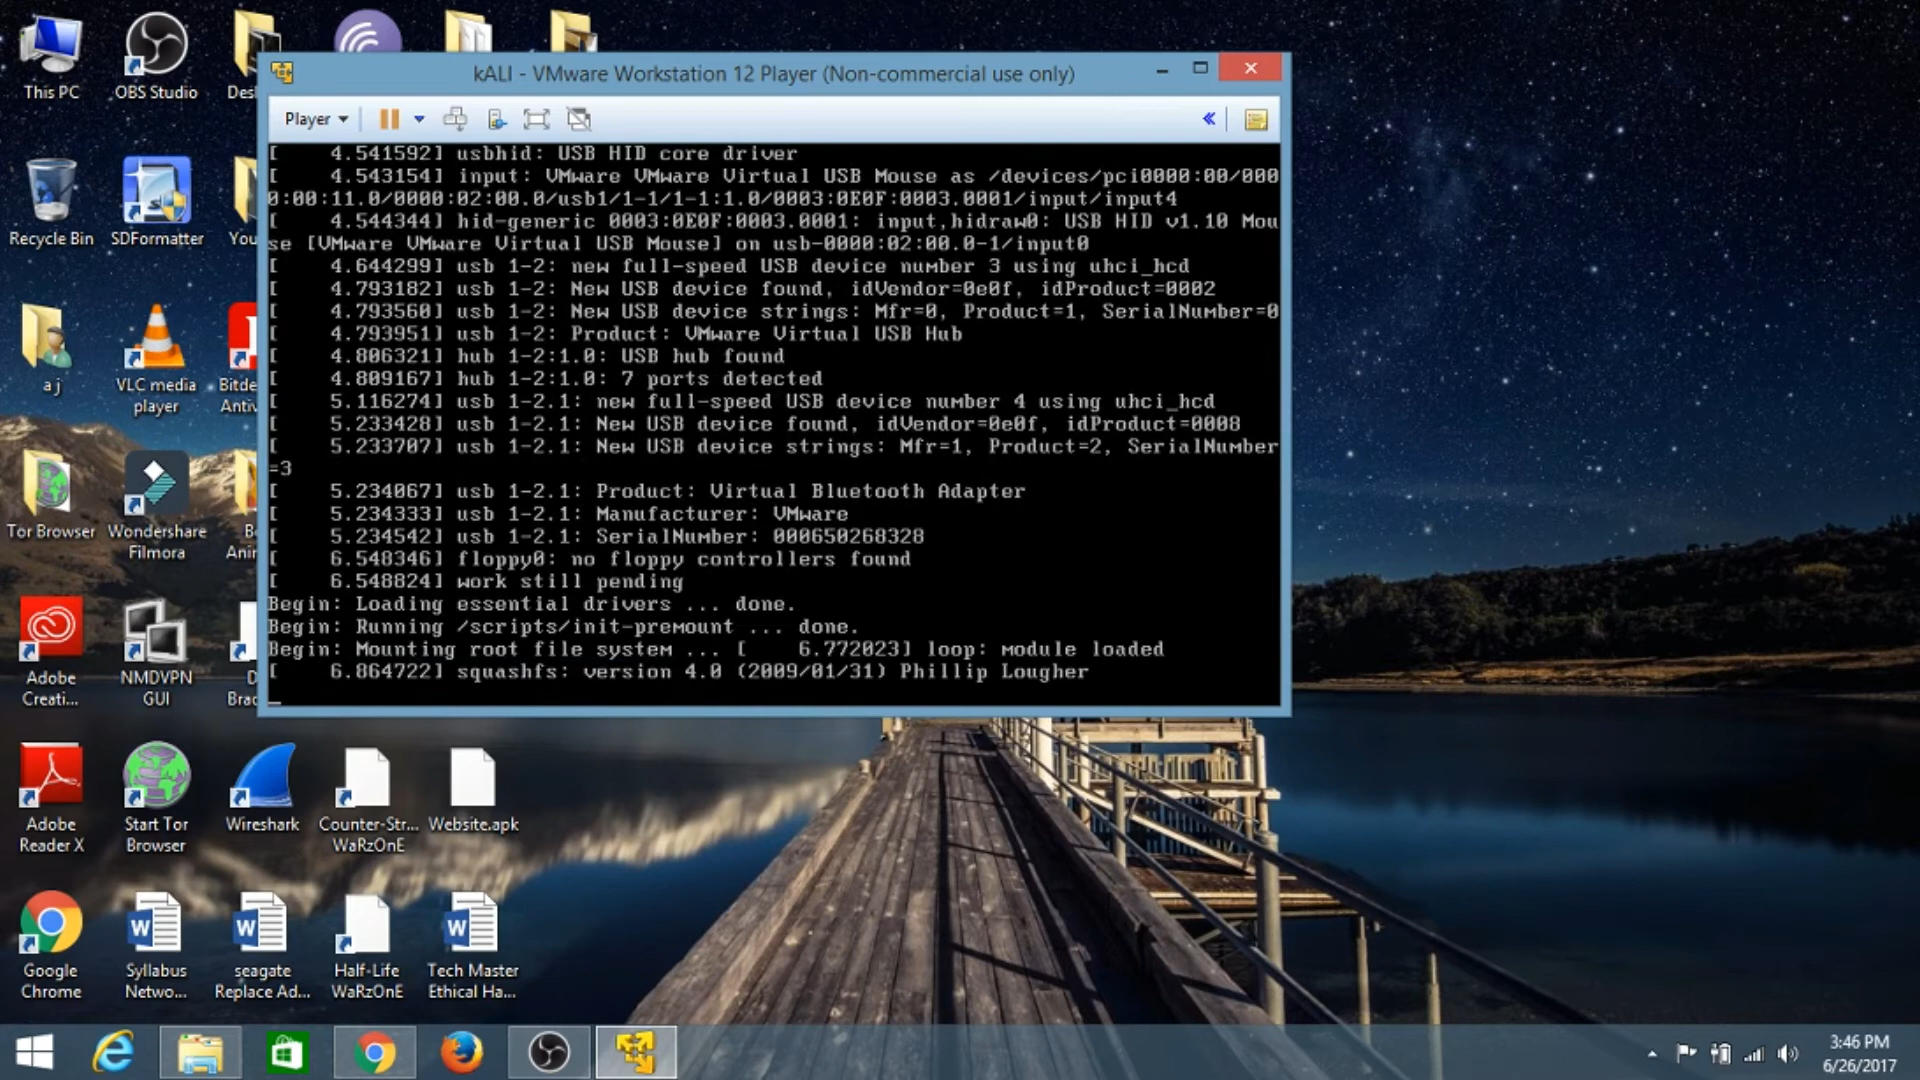 kALI - VMware Workstation 12 Player (Non-commercial use only)
Player
[ 4.541592] usbhid: USB HID core driver
[ 4.543154] input: VMware VMware Virtual USB Mouse as /devices/pci0000:00/000
0:00:11.0/0000:02:00.0/usb1/1-1/1-1:1.0/0003:0E0F:0003.0001/input/input4
[ 4.544344] hid-generic 0003:0E0F:0003.0001: input,hidraw0: USB HID v1.10 Mou
se [VMware VMware Virtual USB Mouse] on usb-0000:02:00.0-1/input0
[ 4.644299] usb 1-2: new full-speed USB device number 3 using uhci_hcd
[ 4.793182] usb 1-2: New USB device found, idVendor=0e0f, idProduct=0002
[ 4.793560] usb 1-2: New USB device strings: Mfr=0, Product=1, SerialNumber=0
[ 4.793951] usb 1-2: Product: VMware Virtual USB Hub
[ 4.806321] hub 1-2:1.0: USB hub found
[ 4.809167] hub 1-2:1.0: 7 ports detected
[ 5.116274] usb 1-2.1: new full-speed USB device number 4 using uhci_hcd
[ 5.233428] usb 1-2.1: New USB device found, idVendor=0e0f, idProduct=0008
[ 5.233707] usb 1-2.1: New USB device strings: Mfr=1, Product=2, SerialNumber
=3
[ 5.234067] usb 1-2.1: Product: Virtual Bluetooth Adapter
[ 5.234333] usb 1-2.1: Manufacturer: VMware
[ 5.234542] usb 1-2.1: SerialNumber: 000650268328
[ 6.548346] floppy0: no floppy controllers found
[ 6.548824] work still pending
Begin: Loading essential drivers ... done.
Begin: Running /scripts/init-premount ... done.
Begin: Mounting root file system ... [ 6.772023] loop: module loaded
[ 6.864722] squashfs: version 4.0 (2009/01/31) Phillip Lougher
_
This PC
OBS Studio
Des
Recycle Bin
SDFormatter
You
a j
VLC media
player
Bitde
Antiv
Tor Browser
Wondershare
Filmora
B
Ani
Adobe
Creati...
NMDVPN
GUI
D
Brac
Adobe
Reader X
Start Tor
Browser
Wireshark
Counter-Str...
WaRzOnE
Website.apk
Google
Chrome
Syllabus
Netwo...
seagate
Replace Ad...
Half-Life
WaRzOnE
Tech Master
Ethical Ha...
3:46 PM
6/26/2017